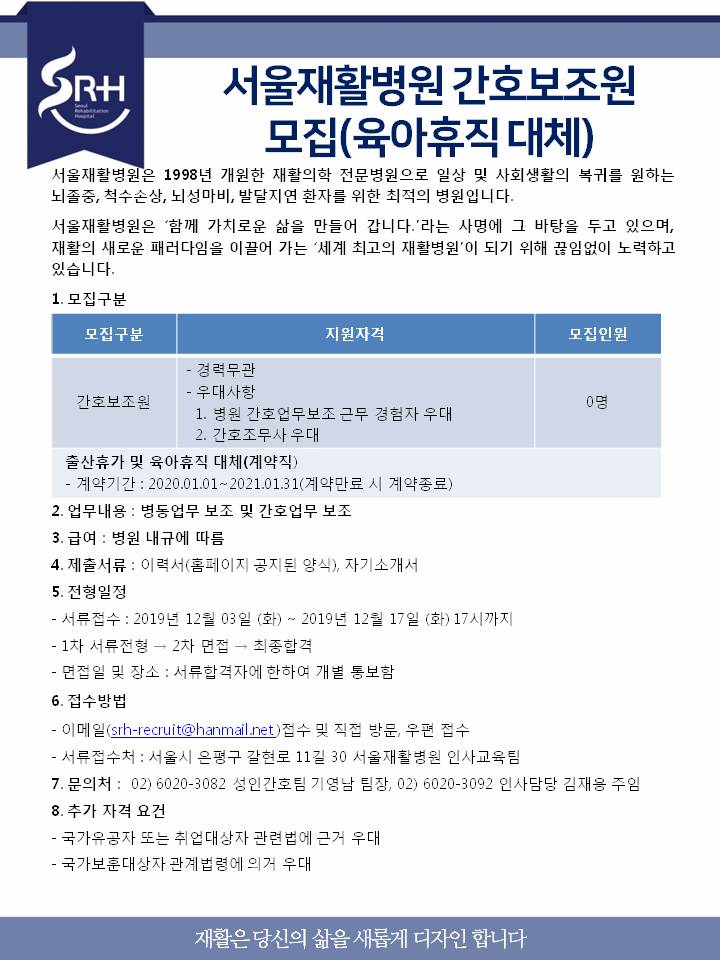 SRH
Seoul
Rehabilitation
Hospital
서울재활병원 간호보조원
모집(육아휴직 대체)
서울재활병원은 1998년 개원한 재활의학 전문병원으로 일상 및 사회생활의 복귀를 원하는
뇌졸중, 척수손상, 뇌성마비, 발달지연 환자를 위한 최적의 병원입니다.
서울재활병원은 ‘함께 가치로운 삶을 만들어 갑니다.’라는 사명에 그 바탕을 두고 있으며,
재활의 새로운 패러다임을 이끌어 가는 ‘세계 최고의 재활병원’이 되기 위해 끊임없이 노력하고
있습니다.
1. 모집구분
모집구분 지원자격 모집인원
- 경력무관
- 우대사항
간호보조원 0명
1. 병원 간호업무보조 근무 경험자 우대
2. 간호조무사 우대
출산휴가 및 육아휴직 대체(계약직)
- 계약기간 : 2020.01.01~2021.01.31(계약만료 시 계약종료)
2. 업무내용 : 병동업무 보조 및 간호업무 보조
3. 급여 : 병원 내규에 따름
4. 제출서류 : 이력서(홈페이지 공지된 양식), 자기소개서
5. 전형일정
- 서류접수 : 2019년 12월 03일 (화) ~ 2019년 12월 17일 (화) 17시까지
- 1차 서류전형 → 2차 면접 → 최종합격
- 면접일 및 장소 : 서류합격자에 한하여 개별 통보함
6. 접수방법
- 이메일(srh-recruit@hanmail.net )접수 및 직접 방문, 우편 접수
- 서류접수처 : 서울시 은평구 갈현로 11길 30 서울재활병원 인사교육팀
7. 문의처 : 02) 6020-3082 성인간호팀 기영남 팀장, 02) 6020-3092 인사담당 김재웅 주임
8. 추가 자격 요건
- 국가유공자 또는 취업대상자 관련법에 근거 우대
- 국가보훈대상자 관계법령에 의거 우대
재활은 당신의 삶을 새롭게 디자인 합니다